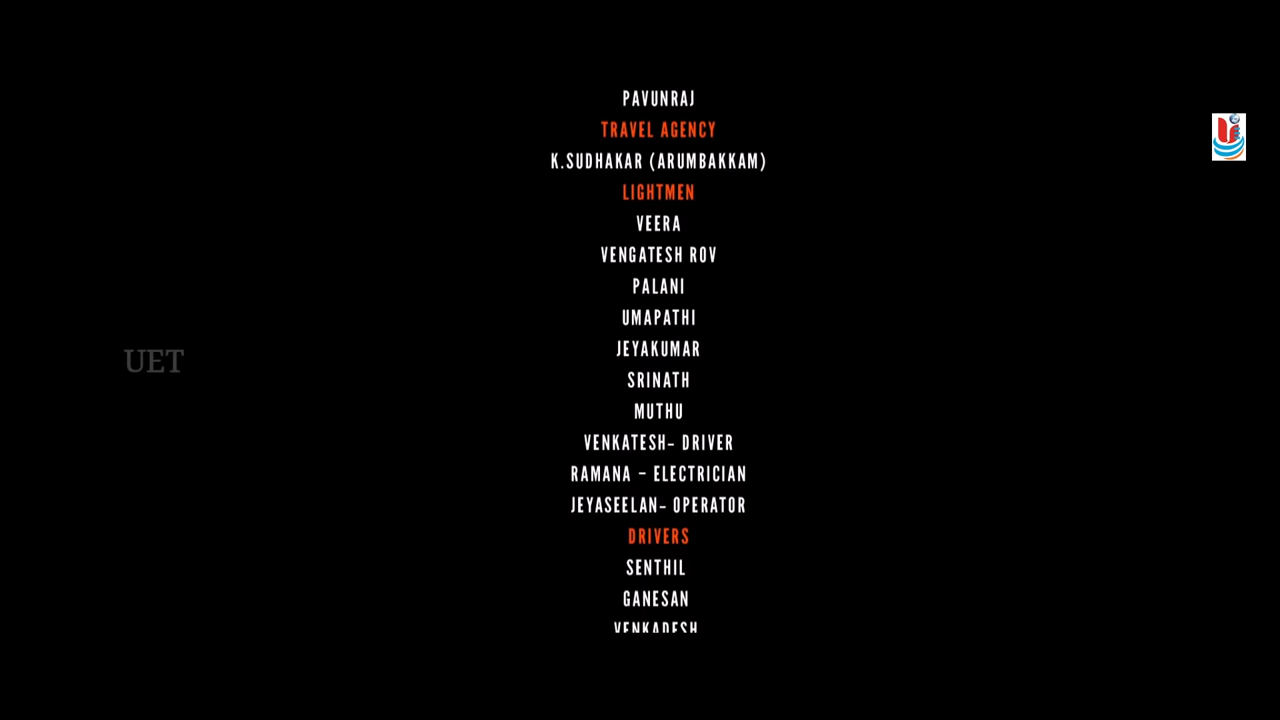 PAVUNRAJ
TRAVEL AGENCY
K.SUDHAKAR (ARUMBAKKAM)
LIGHTMEN
VEERA
VENGATESH ROV
PALANI
UMAPATHI
UET
JEYAKUMAR
SRINATH
MUTHU
VENKATESH- DRIVER
RAMANA - ELECTRICIAN
JEYASEELAN- OPERATOR
DRIVERS
SENTHIL
GANESAN
VENKADESH